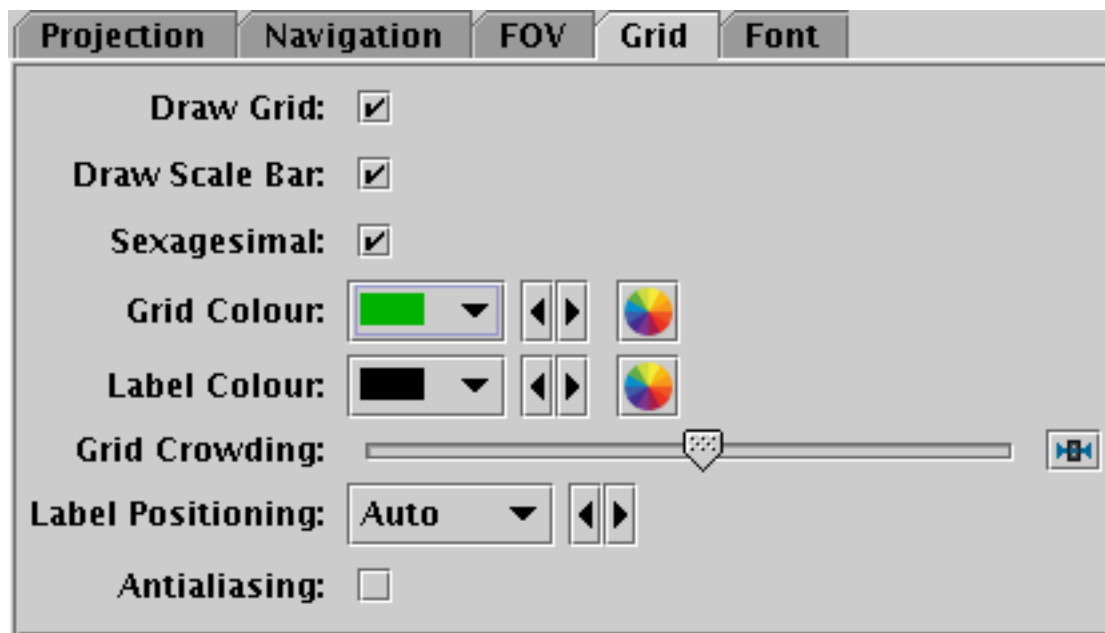 Projection Navigation FOV Grid Font
Draw Grid:
Draw Scale Bar:
Sexagesimal:
Grid Colour:
Label Colour:
Grid Crowding:
Label Positioning: Auto
Antialiasing: